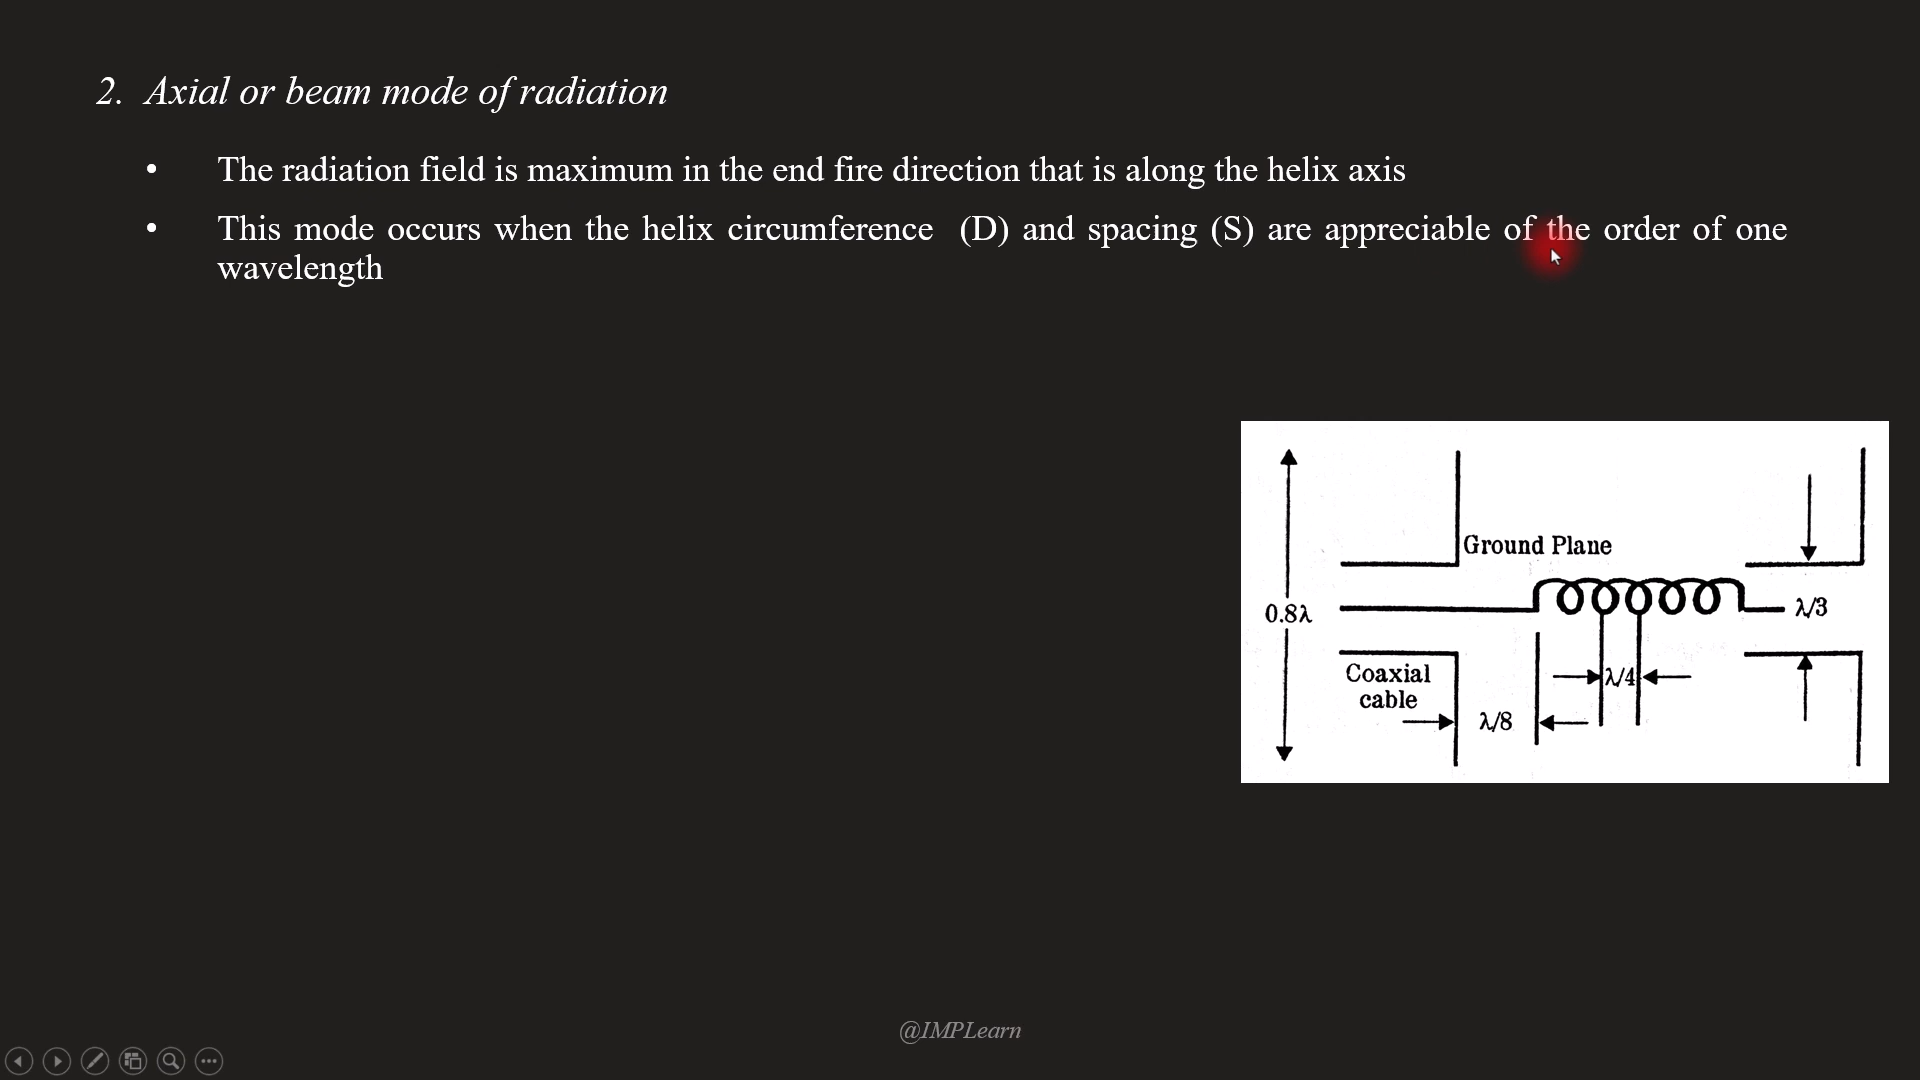 2. Axial or beam mode of radiation
• The radiation field is maximum in the end fire direction that is along the helix axis
• This mode occurs when the helix circumference (D) and spacing (S) are appreciable of the order of one
wavelength
Ground Plane
0.8λ
λ/3
Coaxial
cable
λ/4
λ/8
@IMPLearn